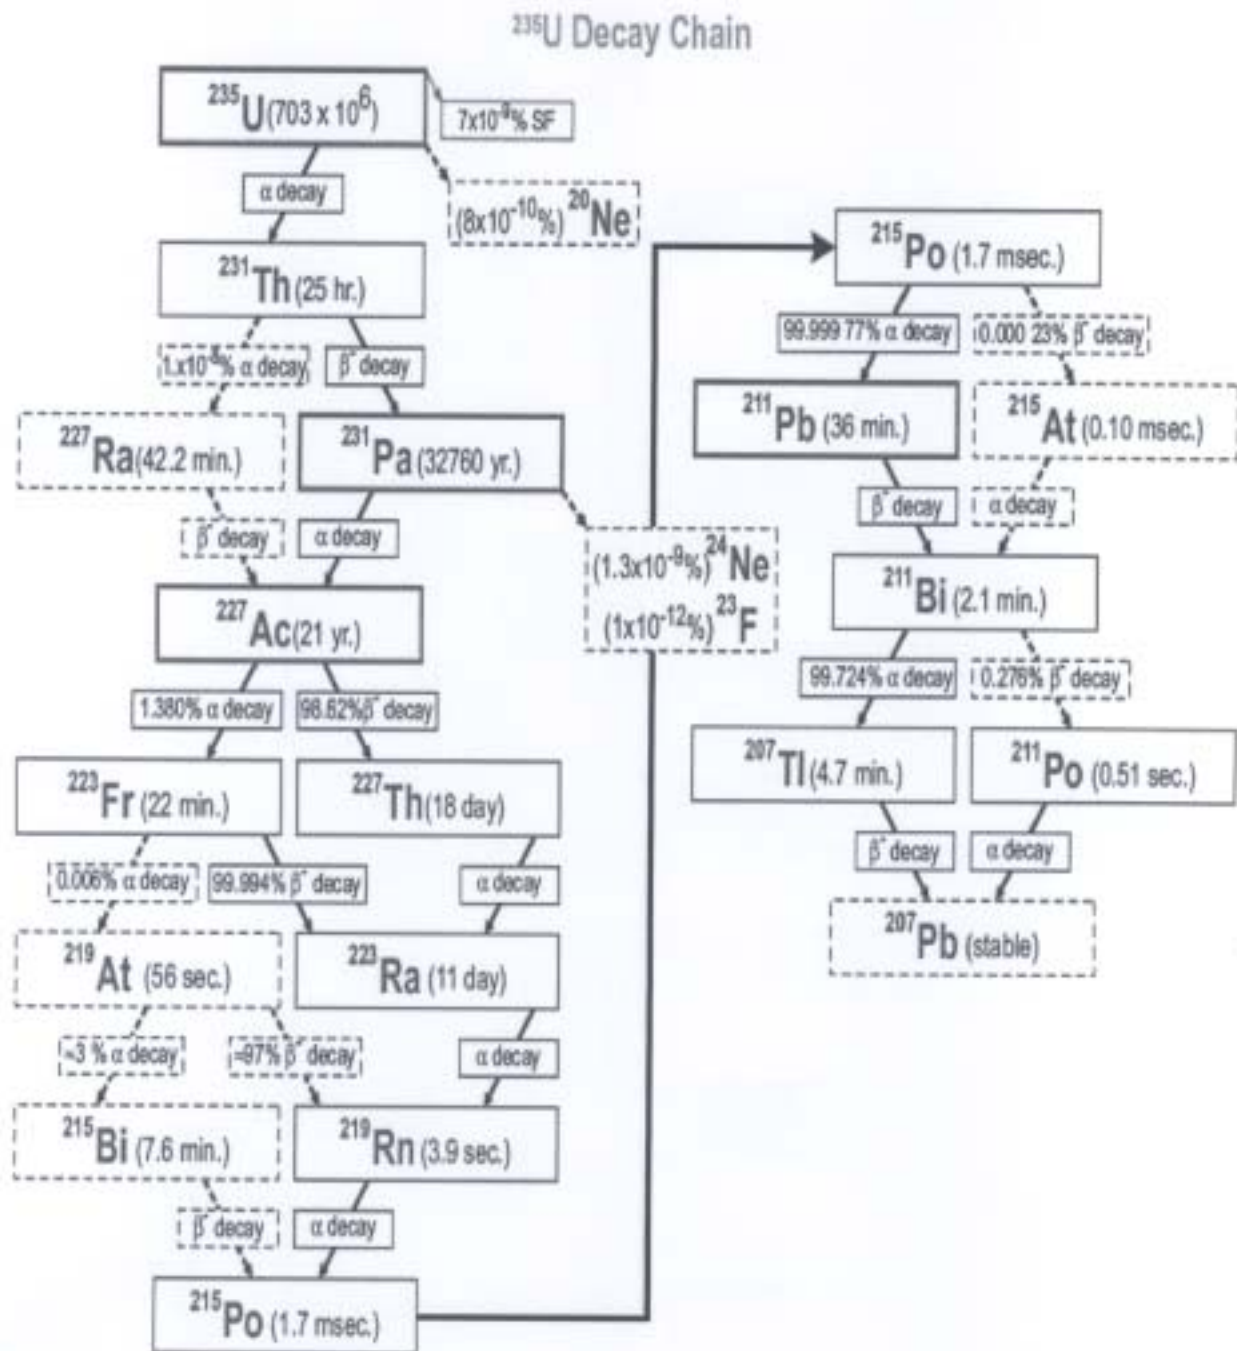 ²³⁵U Decay Chain
²³⁵U (703 x 10⁶)
7x10⁻⁹% SF
α decay
(8x10⁻¹⁰%) ²⁰Ne
²³¹Th (25 hr.)
1.x10⁻⁸% α decay
β⁻ decay
²²⁷Ra (42.2 min.)
²³¹Pa (32760 yr.)
β⁻ decay
α decay
(1.3x10⁻⁹%) ²⁴Ne
(1x10⁻¹²%) ²³F
²²⁷Ac (21 yr.)
1.380% α decay
98.62% β⁻ decay
²²³Fr (22 min.)
²²⁷Th (18 day)
0.006% α decay
99.994% β⁻ decay
α decay
²¹⁹At (56 sec.)
²²³Ra (11 day)
≈3 % α decay
≈97% β⁻ decay
α decay
²¹⁵Bi (7.6 min.)
²¹⁹Rn (3.9 sec.)
β⁻ decay
α decay
²¹⁵Po (1.7 msec.)
²¹⁵Po (1.7 msec.)
99.999 77% α decay
0.000 23% β⁻ decay
²¹¹Pb (36 min.)
²¹⁵At (0.10 msec.)
β⁻ decay
α decay
²¹¹Bi (2.1 min.)
99.724% α decay
0.276% β⁻ decay
²⁰⁷Tl (4.7 min.)
²¹¹Po (0.51 sec.)
β⁻ decay
α decay
²⁰⁷Pb (stable)